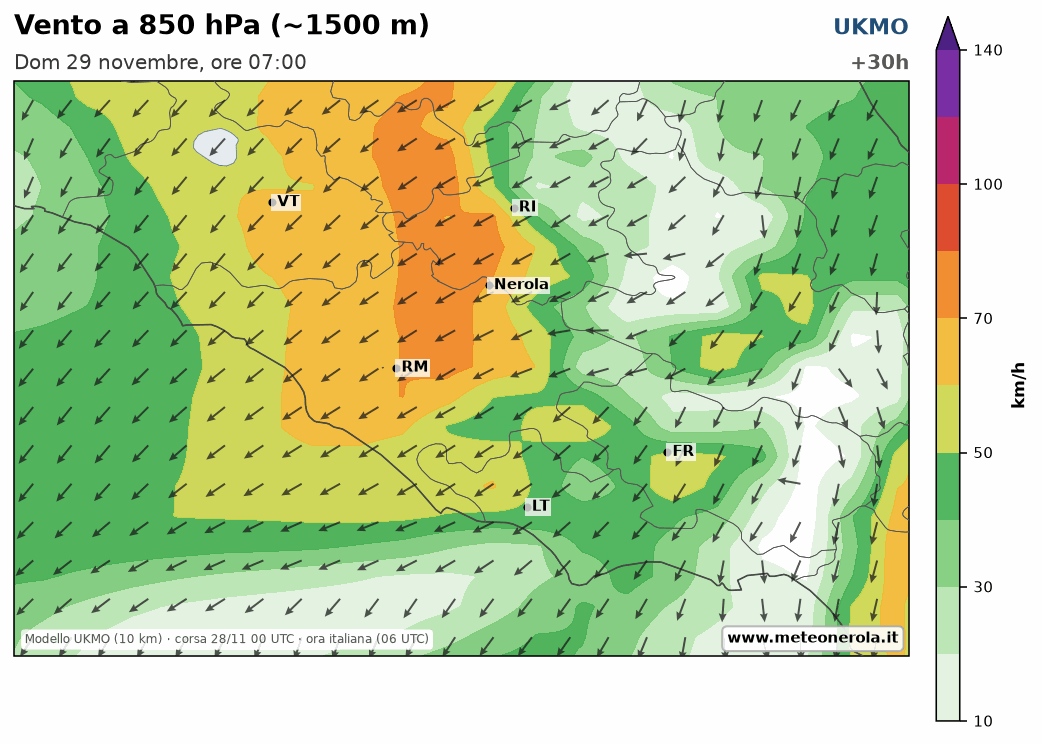 Vento a 850 hPa (~1500 m)
UKMO
Dom 29 novembre, ore 07:00
+30h
VT
RI
Nerola
RM
FR
LT
Modello UKMO (10 km) · corsa 28/11 00 UTC · ora italiana (06 UTC)
www.meteonerola.it
140
100
70
50
30
10
km/h